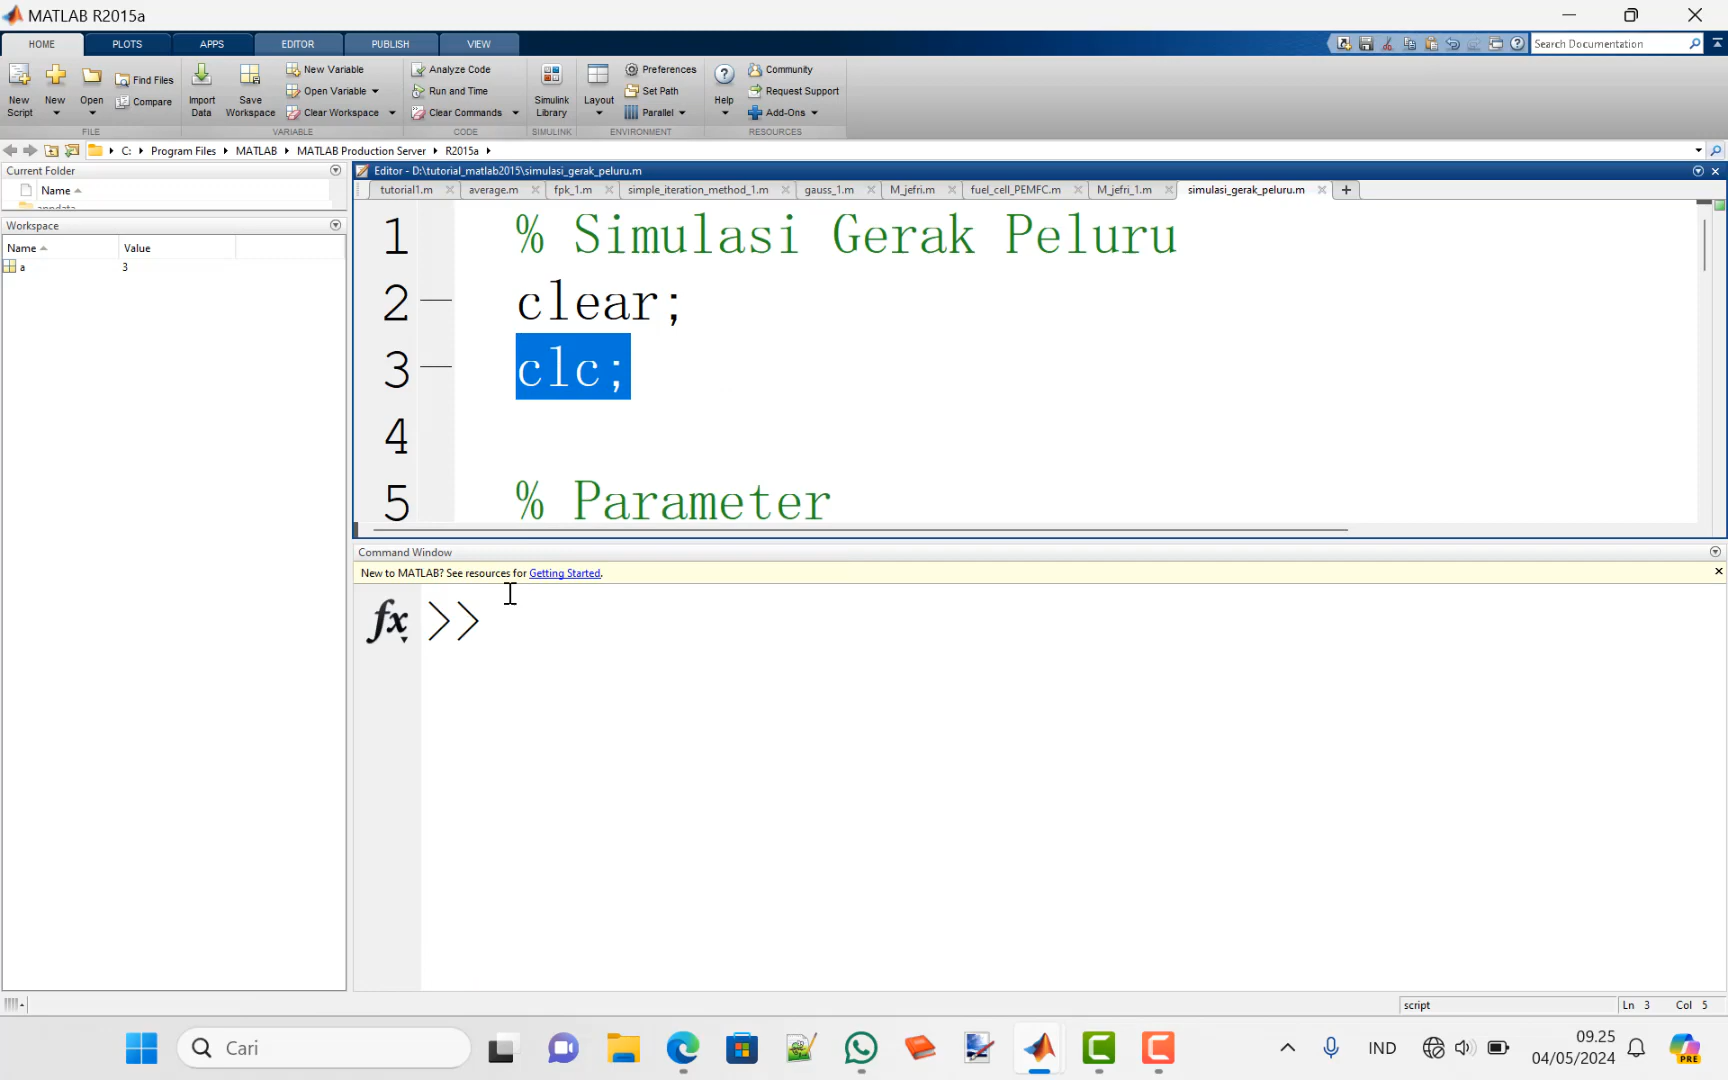 MATLAB R2015a
HOME PLOTS APPS EDITOR PUBLISH VIEW
Search Documentation
New Script
New
Open
Find Files
Compare
Import Data
Save Workspace
New Variable
Open Variable
Clear Workspace
Analyze Code
Run and Time
Clear Commands
Simulink Library
Layout
Preferences
Set Path
Parallel
Help
Community
Request Support
Add-Ons
FILE VARIABLE CODE SIMULINK ENVIRONMENT RESOURCES
C: Program Files MATLAB MATLAB Production Server R2015a
Current Folder
Name
appdata
Workspace
Name Value
a 3
Editor - D:\tutorial_matlab2015\simulasi_gerak_peluru.m
tutorial1.m average.m fpk_1.m simple_iteration_method_1.m gauss_1.m M_jefri.m fuel_cell_PEMFC.m M_jefri_1.m simulasi_gerak_peluru.m
1 % Simulasi Gerak Peluru
2 clear;
3 clc;
4
5 % Parameter
Command Window
New to MATLAB? See resources for Getting Started.
fx >>
script Ln 3 Col 5
Cari
IND
09.25
04/05/2024
PRE